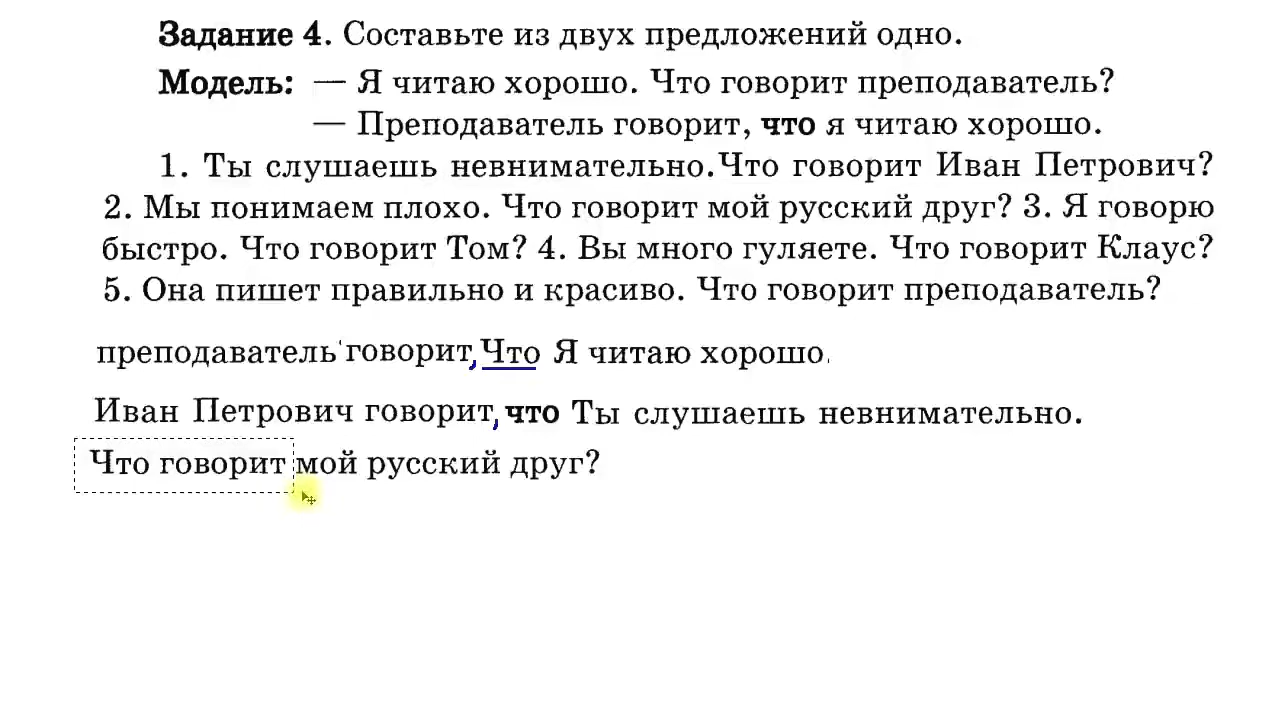 Задание 4. Составьте из двух предложений одно.
Модель: — Я читаю хорошо. Что говорит преподаватель?
— Преподаватель говорит, что я читаю хорошо.
1. Ты слушаешь невнимательно.Что говорит Иван Петрович?
2. Мы понимаем плохо. Что говорит мой русский друг? 3. Я говорю
быстро. Что говорит Том? 4. Вы много гуляете. Что говорит Клаус?
5. Она пишет правильно и красиво. Что говорит преподаватель?
преподаватель говорит, Что Я читаю хорошо.
Иван Петрович говорит, что Ты слушаешь невнимательно.
Что говорит мой русский друг?